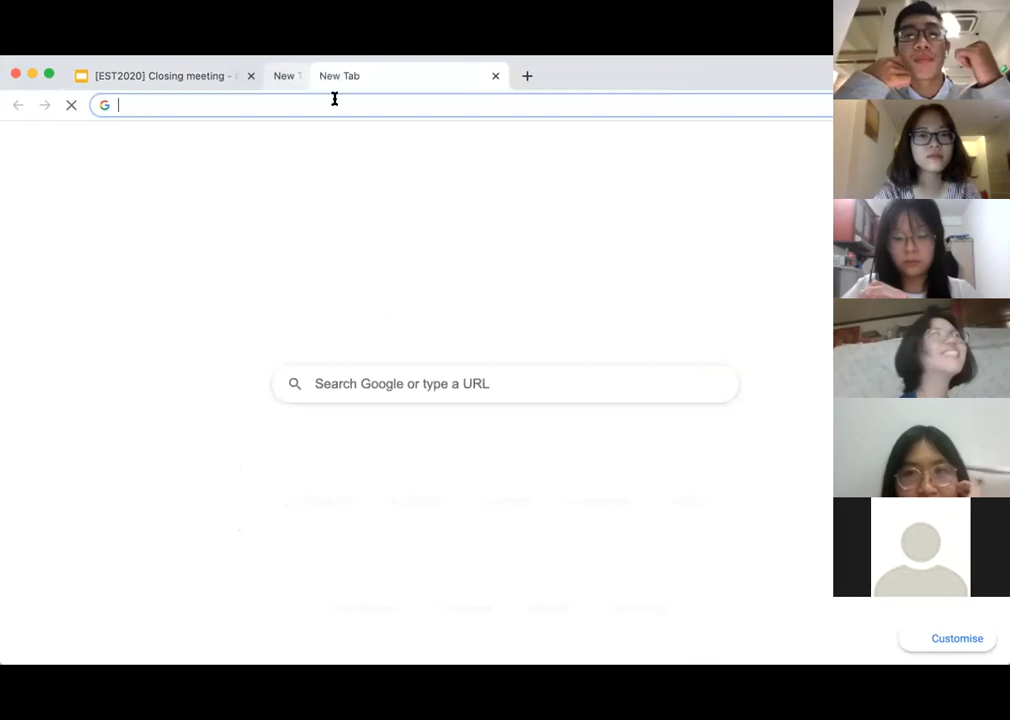 [EST2020] Closing meeting -
New T
New Tab
Search Google or type a URL
Customise